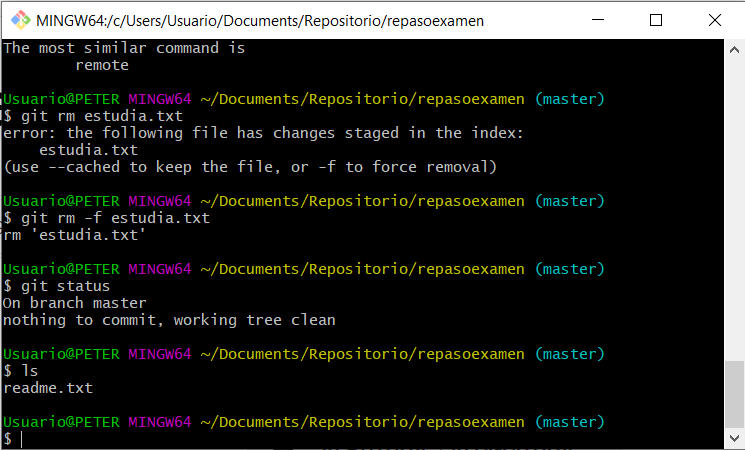 MINGW64:/c/Users/Usuario/Documents/Repositorio/repasoexamen
The most similar command is
        remote
Usuario@PETER MINGW64 ~/Documents/Repositorio/repasoexamen (master)
$ git rm estudia.txt
error: the following file has changes staged in the index:
    estudia.txt
(use --cached to keep the file, or -f to force removal)
Usuario@PETER MINGW64 ~/Documents/Repositorio/repasoexamen (master)
$ git rm -f estudia.txt
rm 'estudia.txt'
Usuario@PETER MINGW64 ~/Documents/Repositorio/repasoexamen (master)
$ git status
On branch master
nothing to commit, working tree clean
Usuario@PETER MINGW64 ~/Documents/Repositorio/repasoexamen (master)
$ ls
readme.txt
Usuario@PETER MINGW64 ~/Documents/Repositorio/repasoexamen (master)
$